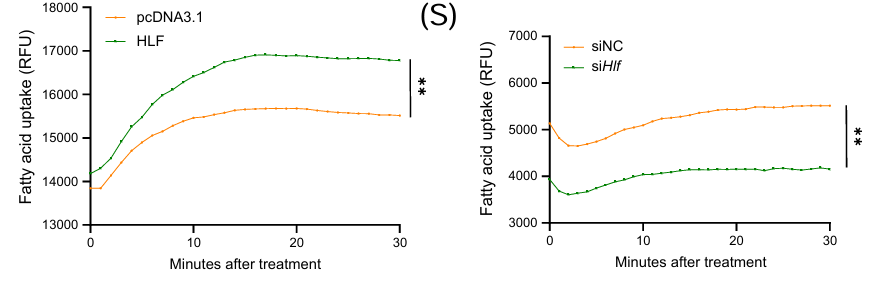 pcDNA3.1
HLF
Fatty acid uptake (RFU)
18000
17000
16000
15000
14000
13000
0
10
20
30
Minutes after treatment
**
(S)
siNC
siHlf
Fatty acid uptake (RFU)
7000
6000
5000
4000
3000
0
10
20
30
Minutes after treatment
**